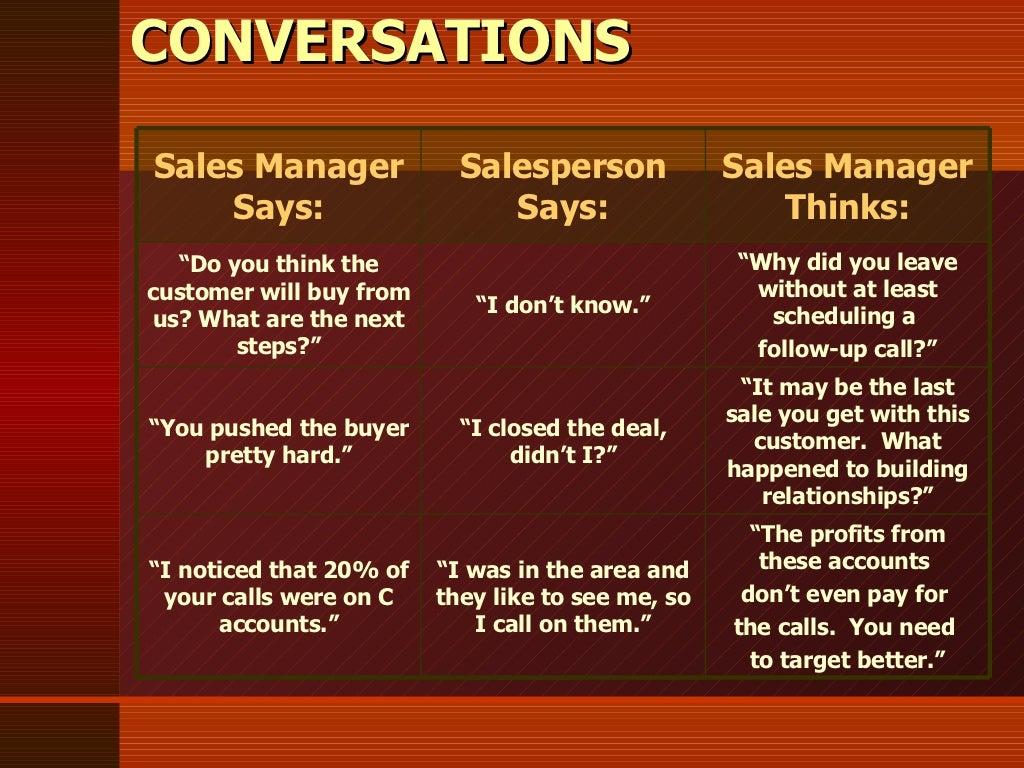 CONVERSATIONS
Sales Manager
Says:
Salesperson
Says:
Sales Manager
Thinks:
“Do you think the
customer will buy from
us? What are the next
steps?”
“I don’t know.”
“Why did you leave
without at least
scheduling a
follow-up call?”
“You pushed the buyer
pretty hard.”
“I closed the deal,
didn’t I?”
“It may be the last
sale you get with this
customer.  What
happened to building
relationships?”
“I noticed that 20% of
your calls were on C
accounts.”
“I was in the area and
they like to see me, so
I call on them.”
“The profits from
these accounts
don’t even pay for
the calls.  You need
to target better.”